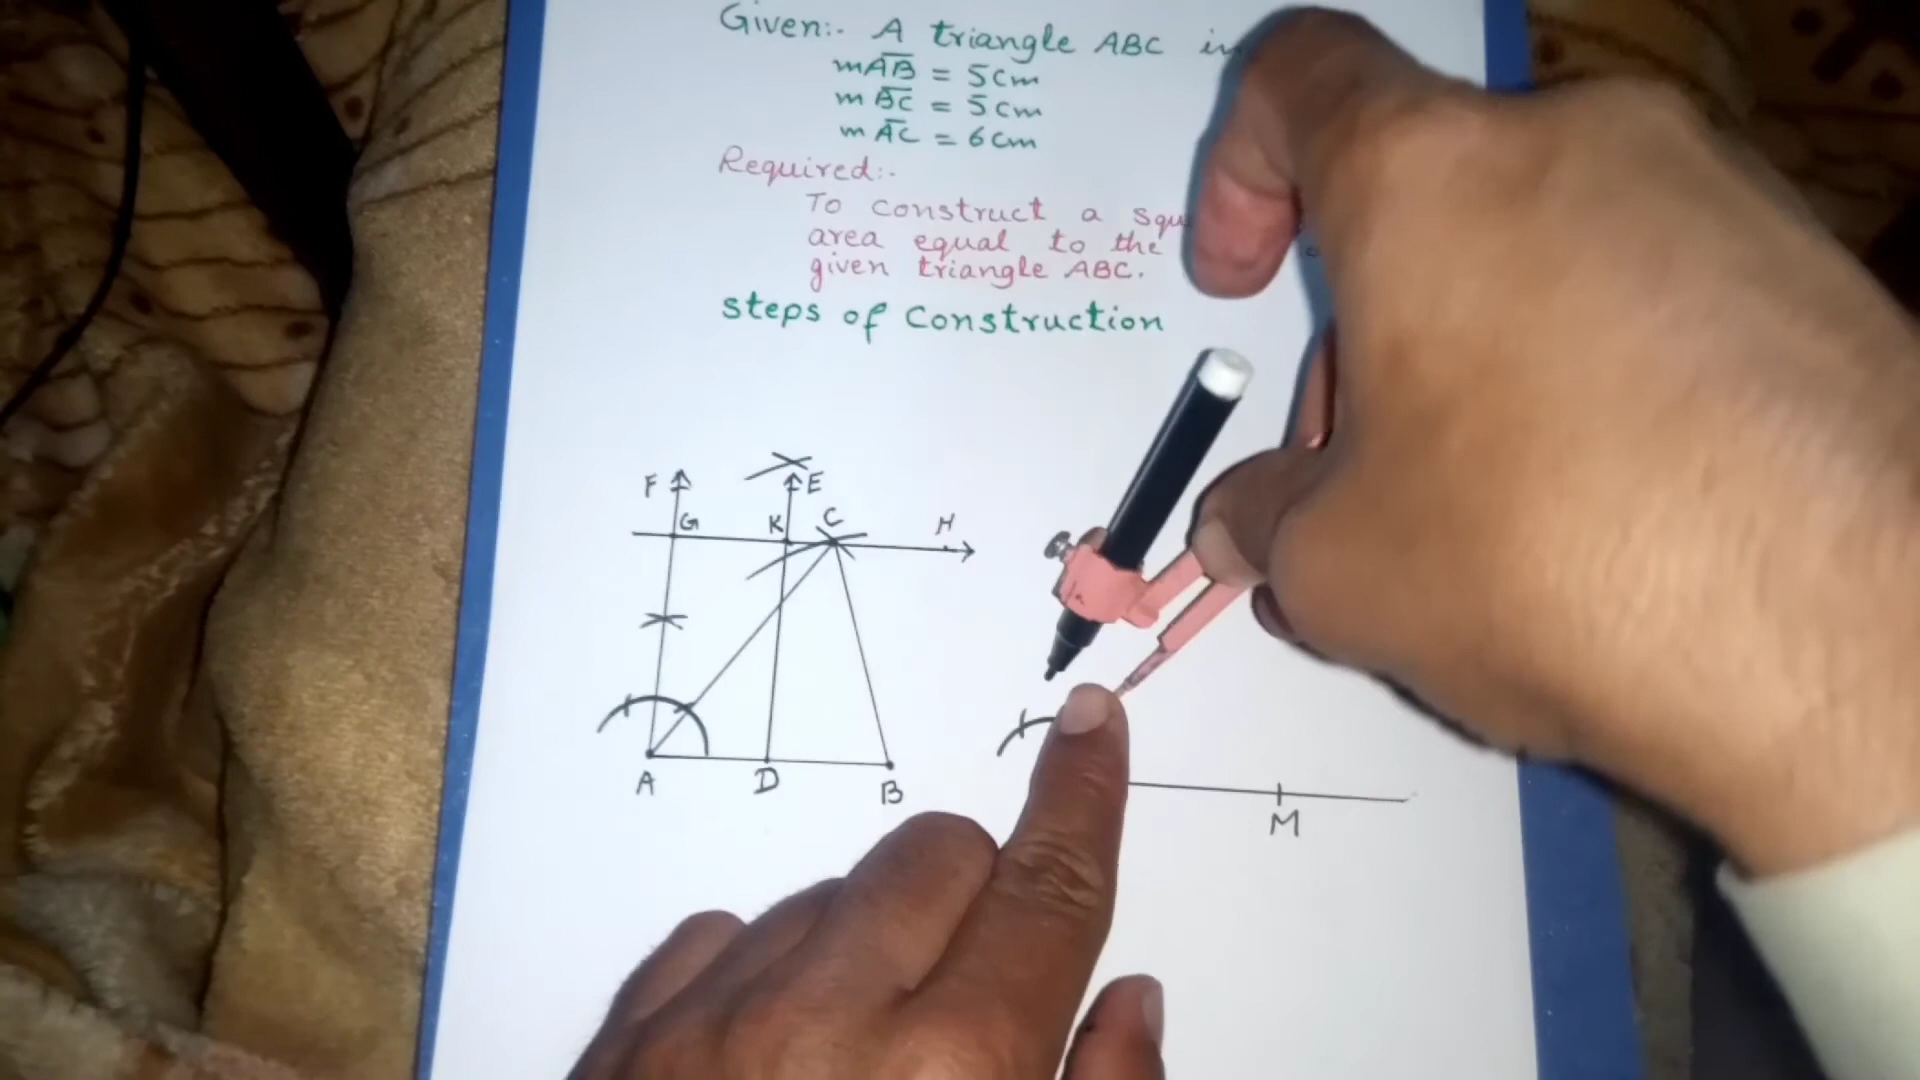 Given:- A triangle ABC in
mAB = 5cm
mBC = 5cm
mAC = 6cm
Required:-
To construct a squ
area equal to the
given triangle ABC.
steps of Construction
F E
G K C H
A D B
M